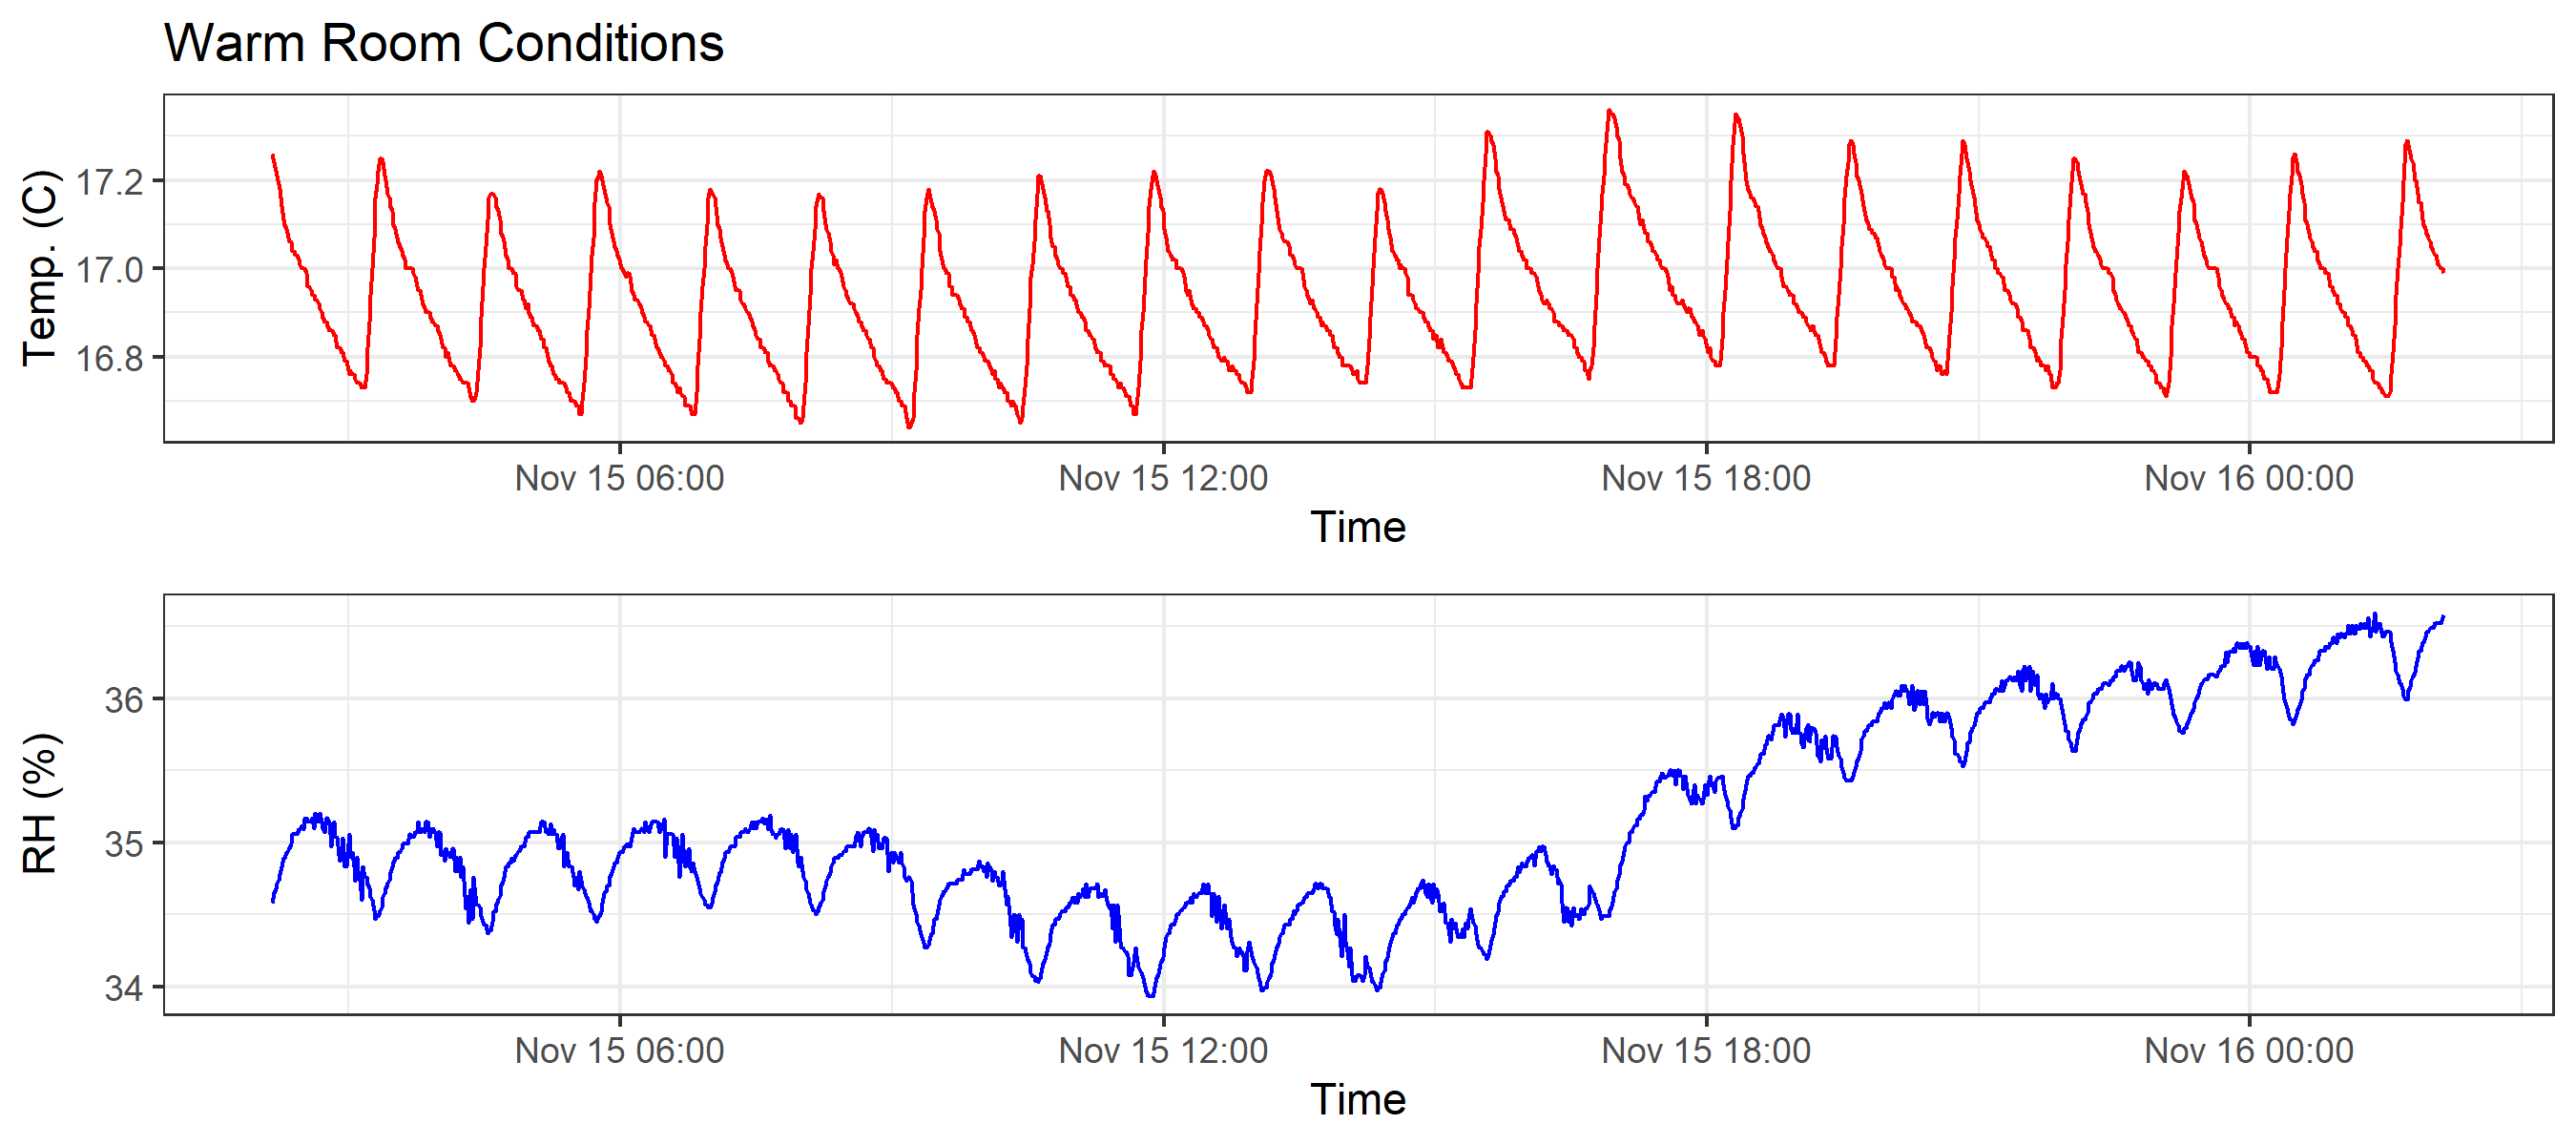 Warm Room Conditions
Temp. (C)
17.2
17.0
16.8
Nov 15 06:00 Nov 15 12:00 Nov 15 18:00 Nov 16 00:00
Time
RH (%)
36
35
34
Nov 15 06:00 Nov 15 12:00 Nov 15 18:00 Nov 16 00:00
Time